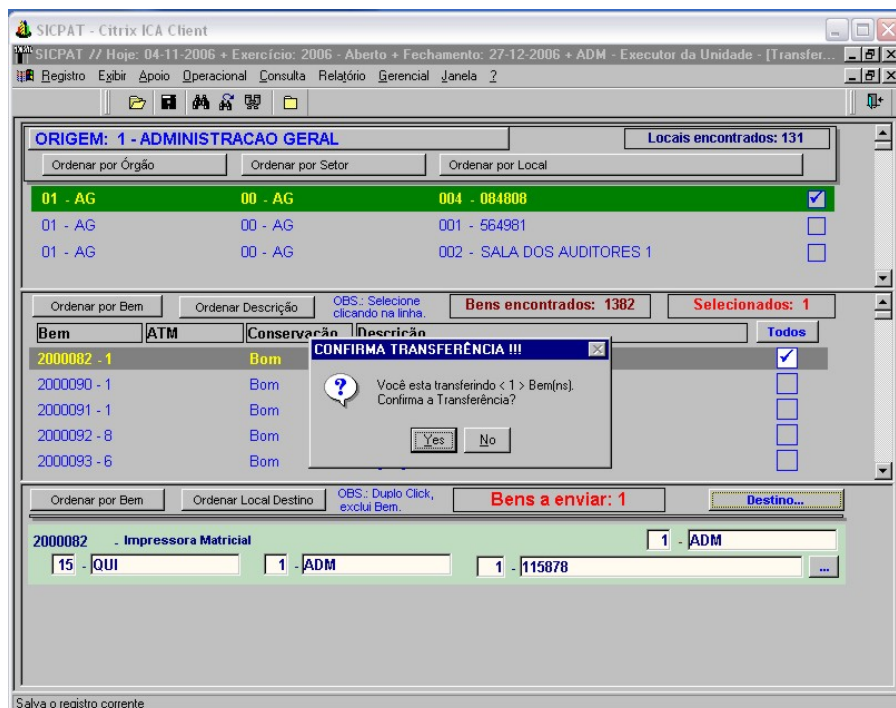 SICPAT - Citrix ICA Client
SICPAT // Hoje: 04-11-2006 + Exercício: 2006 - Aberto + Fechamento: 27-12-2006 + ADM - Executor da Unidade - [Transfer...
Registro Exibir Apoio Operacional Consulta Relatório Gerencial Janela ?
ORIGEM: 1 - ADMINISTRACAO GERAL Locais encontrados: 131
Ordenar por Órgão Ordenar por Setor Ordenar por Local
01 - AG 00 - AG 004 - 084808
01 - AG 00 - AG 001 - 564981
01 - AG 00 - AG 002 - SALA DOS AUDITORES 1
Ordenar por Bem Ordenar Descrição OBS.: Selecione clicando na linha. Bens encontrados: 1382 Selecionados: 1
Bem ATM Conservação Descrição Todos
2000082 - 1 Bom
2000090 - 1 Bom
2000091 - 1 Bom
2000092 - 8 Bom
2000093 - 6 Bom
CONFIRMA TRANSFERÊNCIA !!!
Você esta transferindo < 1 > Bem(ns).
Confirma a Transferência?
Yes No
Ordenar por Bem Ordenar Local Destino OBS.: Duplo Click, exclui Bem. Bens a enviar: 1 Destino...
2000082 - Impressora Matricial 1 - ADM
15 - QUI 1 - ADM 1 - 115878 ...
Salva o registro corrente